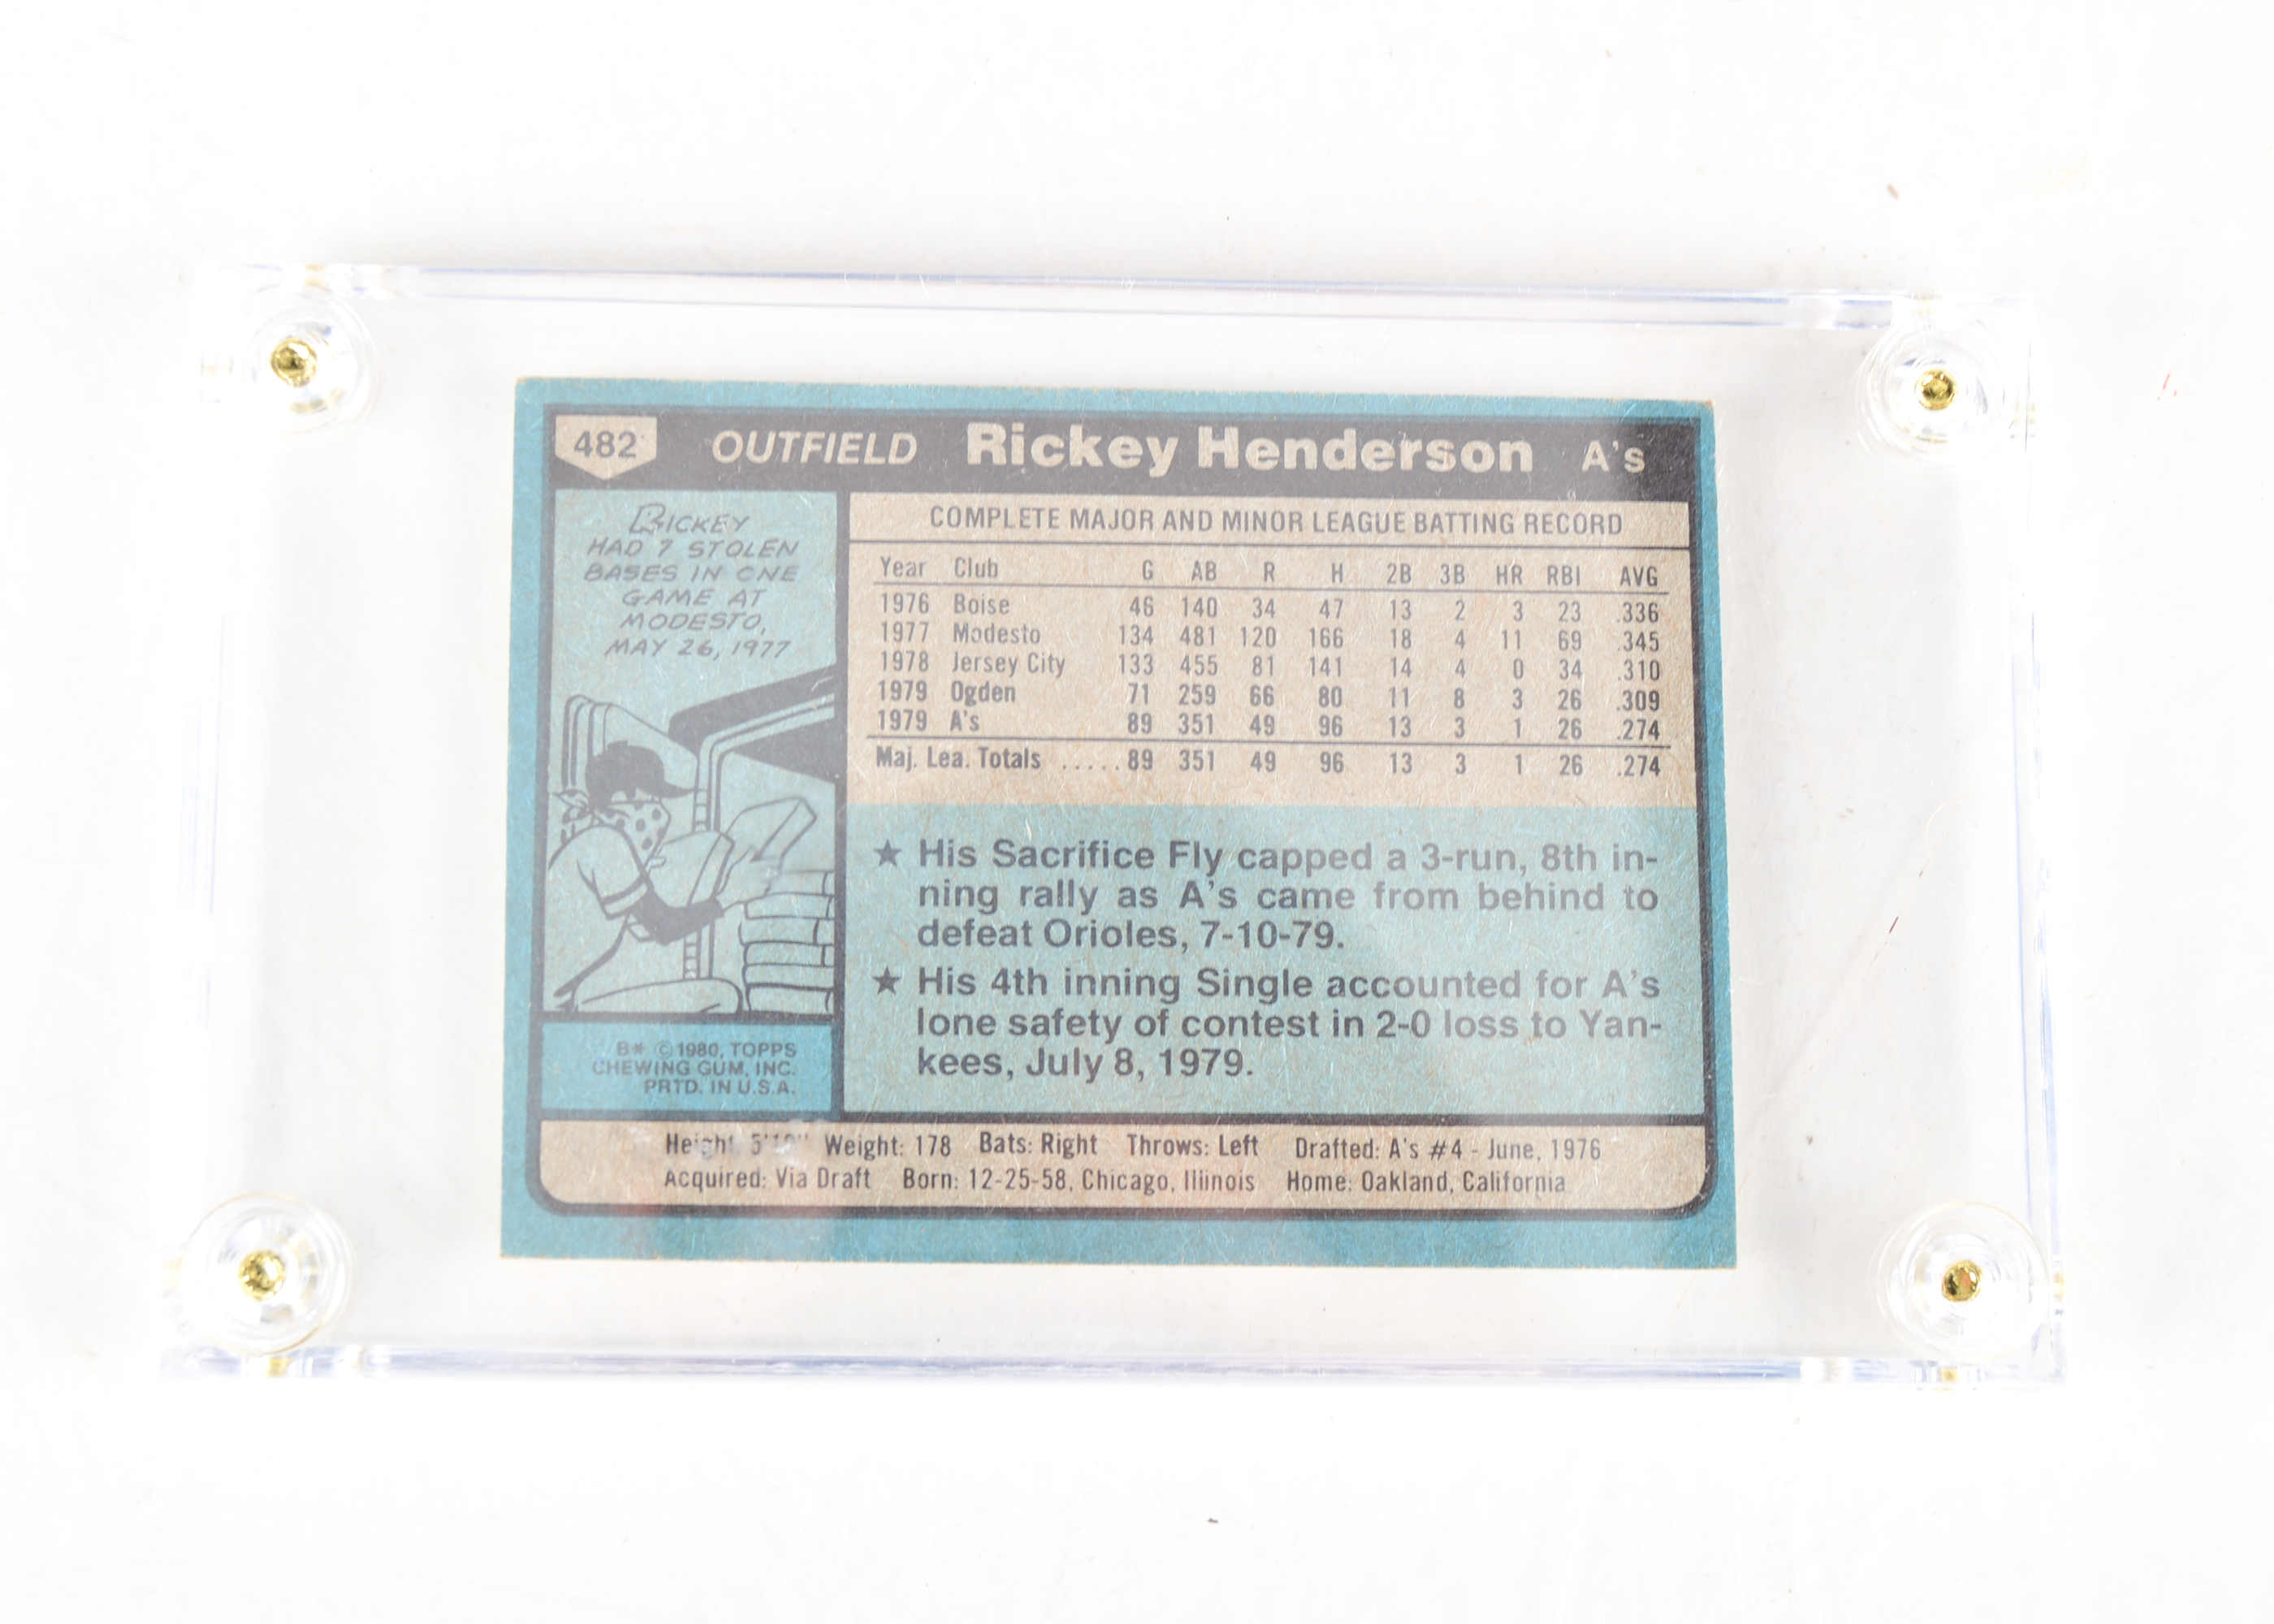 482 OUTFIELD Rickey Henderson A's
RICKEY
HAD 7 STOLEN
BASES IN ONE
GAME AT
MODESTO,
MAY 26, 1977
B* ©1980, TOPPS
CHEWING GUM, INC.
PRTD. IN U.S.A.
COMPLETE MAJOR AND MINOR LEAGUE BATTING RECORD
Year Club G AB R H 2B 3B HR RBI AVG
1976 Boise 46 140 34 47 13 2 3 23 .336
1977 Modesto 134 481 120 166 18 4 11 69 .345
1978 Jersey City 133 455 81 141 14 4 0 34 .310
1979 Ogden 71 259 66 80 11 8 3 26 .309
1979 A's 89 351 49 96 13 3 1 26 .274
Maj. Lea. Totals .....89 351 49 96 13 3 1 26 .274
★ His Sacrifice Fly capped a 3-run, 8th in-
ning rally as A's came from behind to
defeat Orioles, 7-10-79.
★ His 4th inning Single accounted for A's
lone safety of contest in 2-0 loss to Yan-
kees, July 8, 1979.
Height: 5'10" Weight: 178 Bats: Right Throws: Left Drafted: A's #4 - June, 1976
Acquired: Via Draft Born: 12-25-58, Chicago, Illinois Home: Oakland, California